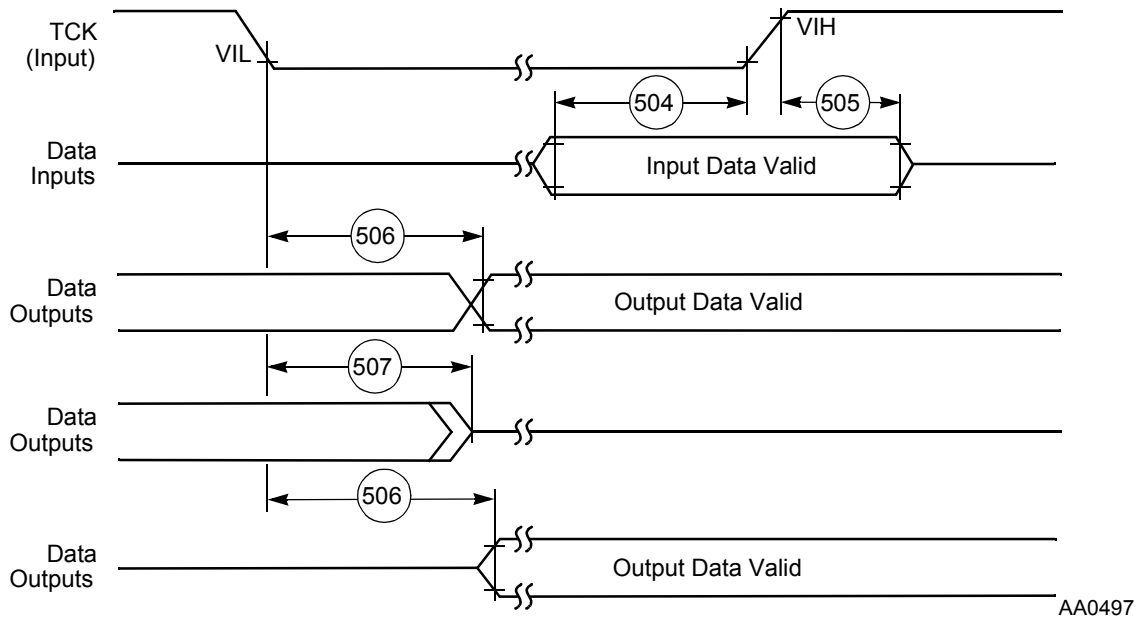 TCK
(Input)
VIL
VIH
504
505
Data
Inputs
Input Data Valid
506
Data
Outputs
Output Data Valid
507
Data
Outputs
506
Data
Outputs
Output Data Valid
AA0497